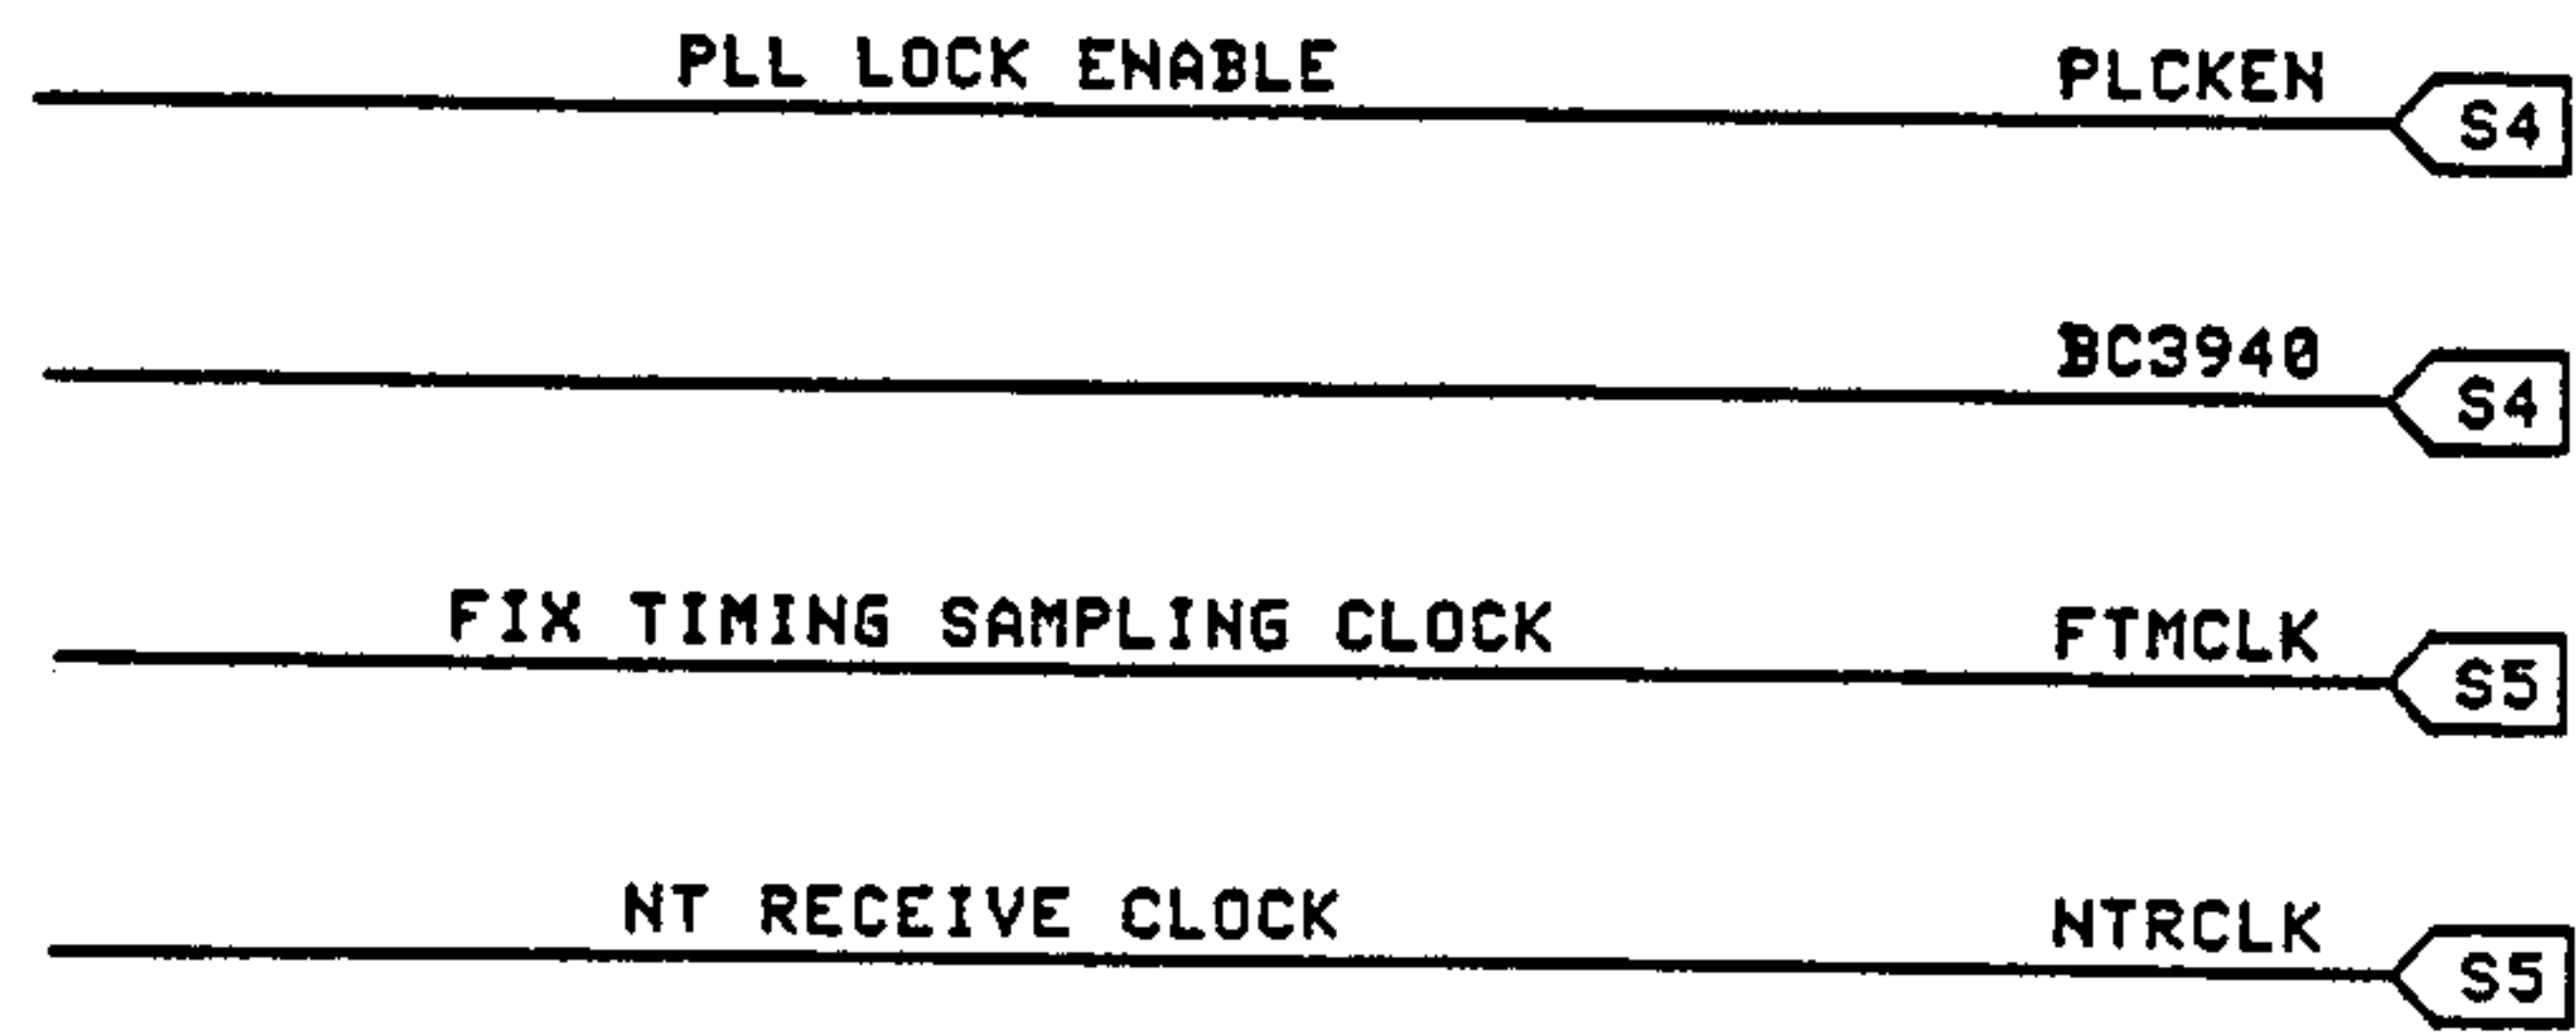 PLL LOCK ENABLE PLCKEN S4
BC3940 S4
FIX TIMING SAMPLING CLOCK FTMCLK S5
NT RECEIVE CLOCK NTRCLK S5